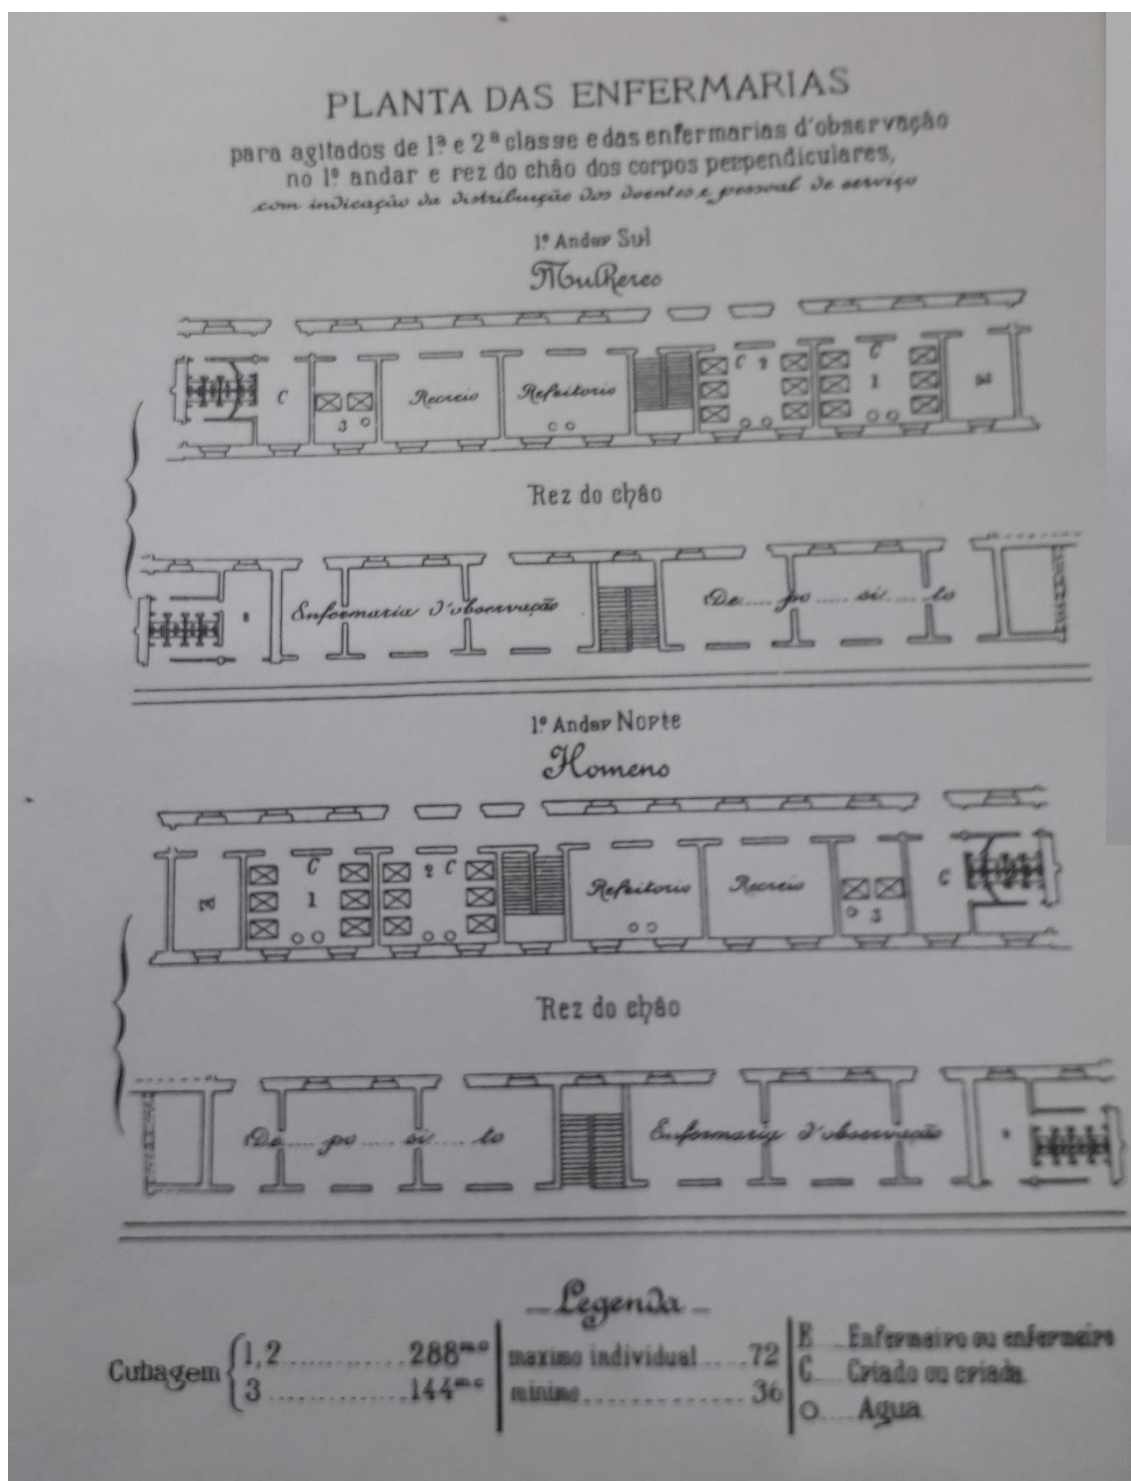 PLANTA DAS ENFERMARIAS
para agitados de 1ª e 2ª classe e das enfermarias d'observação
no 1º andar e rez do chão dos corpos perpendiculares,
com indicação da distribuição dos doentes e pessoal de serviço
1º Andar Sul
Mulheres
C 3 Recreio Refeitorio C 2 C 1 E
Rez do chão
Enfermaria d'observação De....po.....si.....to
1º Andar Norte
Homens
E C 1 2 C Refeitorio Recreio 3 C
Rez do chão
De....po....si....to Enfermaria d'observação
Legenda
Cubagem
1, 2 ........... 288mc
3 ............. 144mc
maximo individual ..... 72
minimo ............... 36
E .... Enfermeiro ou enfermeira
C .... Criado ou criada
O .... Agua